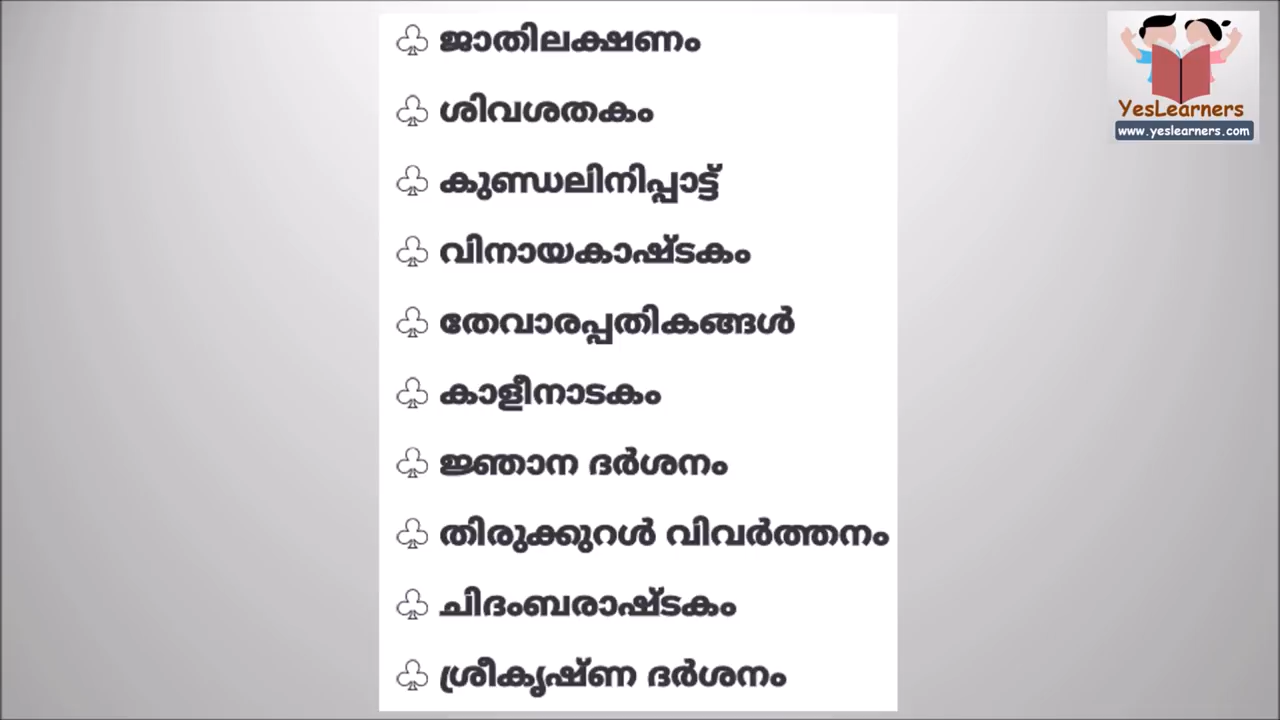 ജാതിലക്ഷണം
ശിവശതകം
കുണ്ഡലിനിപ്പാട്ട്
വിനായകാഷ്ടകം
തേവാരപ്പതികങ്ങൾ
കാളീനാടകം
ജ്ഞാന ദർശനം
തിരുക്കുറൾ വിവർത്തനം
ചിദംബരാഷ്ടകം
ശ്രീകൃഷ്ണ ദർശനം
YesLearners
www.yeslearners.com